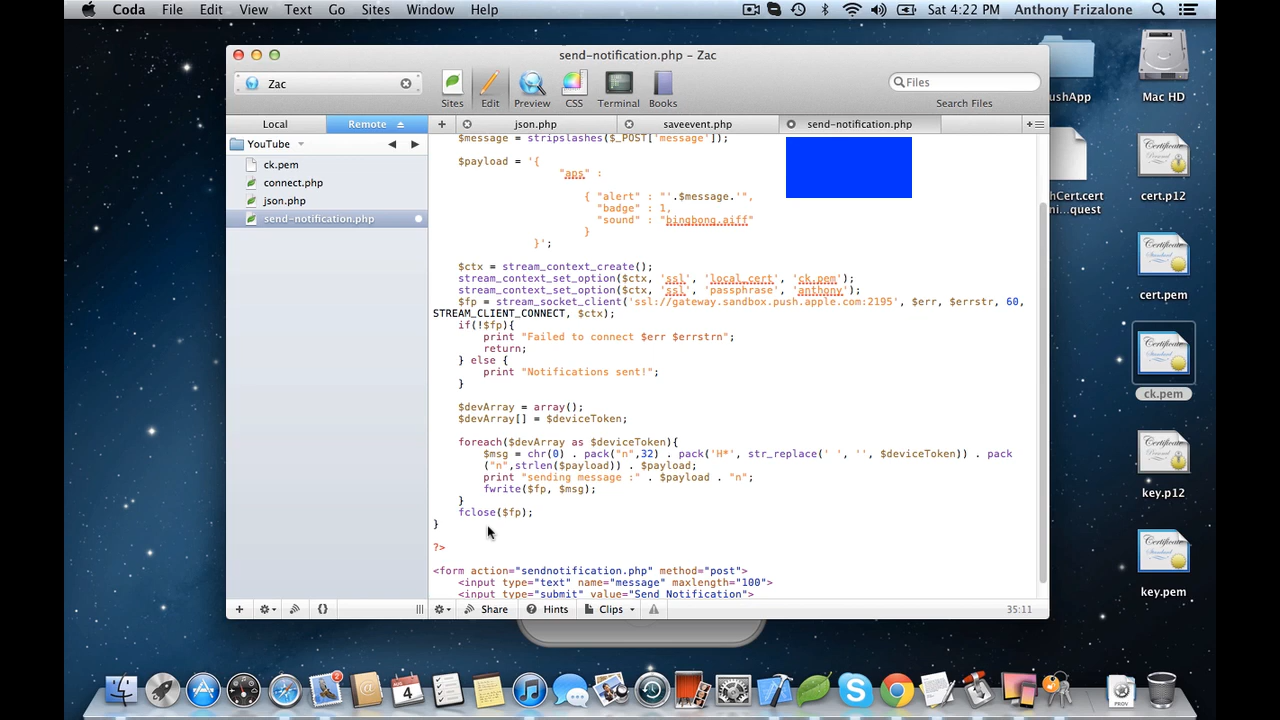 Coda File Edit View Text Go Sites Window Help Sat 4:22 PM Anthony Frizalone
send-notification.php – Zac
Zac
Sites Edit Preview CSS Terminal Books
Files
Search Files
Local Remote
json.php saveevent.php send-notification.php
YouTube
ck.pem
connect.php
json.php
send-notification.php
$message = stripslashes($_POST['message']);
$payload = '{
"aps" :
{ "alert" : "'.$message.'",
"badge" : 1,
"sound" : "bingbong.aiff"
}
}';
$ctx = stream_context_create();
stream_context_set_option($ctx, 'ssl', 'local_cert', 'ck.pem');
stream_context_set_option($ctx, 'ssl', 'passphrase', 'anthony');
$fp = stream_socket_client('ssl://gateway.sandbox.push.apple.com:2195', $err, $errstr, 60,
STREAM_CLIENT_CONNECT, $ctx);
if(!$fp){
print "Failed to connect $err $errstrn";
return;
} else {
print "Notifications sent!";
}
$devArray = array();
$devArray[] = $deviceToken;
foreach($devArray as $deviceToken){
$msg = chr(0) . pack("n",32) . pack('H*', str_replace(' ', '', $deviceToken)) . pack
("n",strlen($payload)) . $payload;
print "sending message :" . $payload . "n";
fwrite($fp, $msg);
}
fclose($fp);
}
?>
<form action="sendnotification.php" method="post">
<input type="text" name="message" maxlength="100">
<input type="submit" value="Send Notification">
Share Hints Clips 35:11
ushApp
Mac HD
hCert.cert
ni...quest
cert.p12
cert.pem
ck.pem
key.p12
key.pem
2
AUG
4
PROV